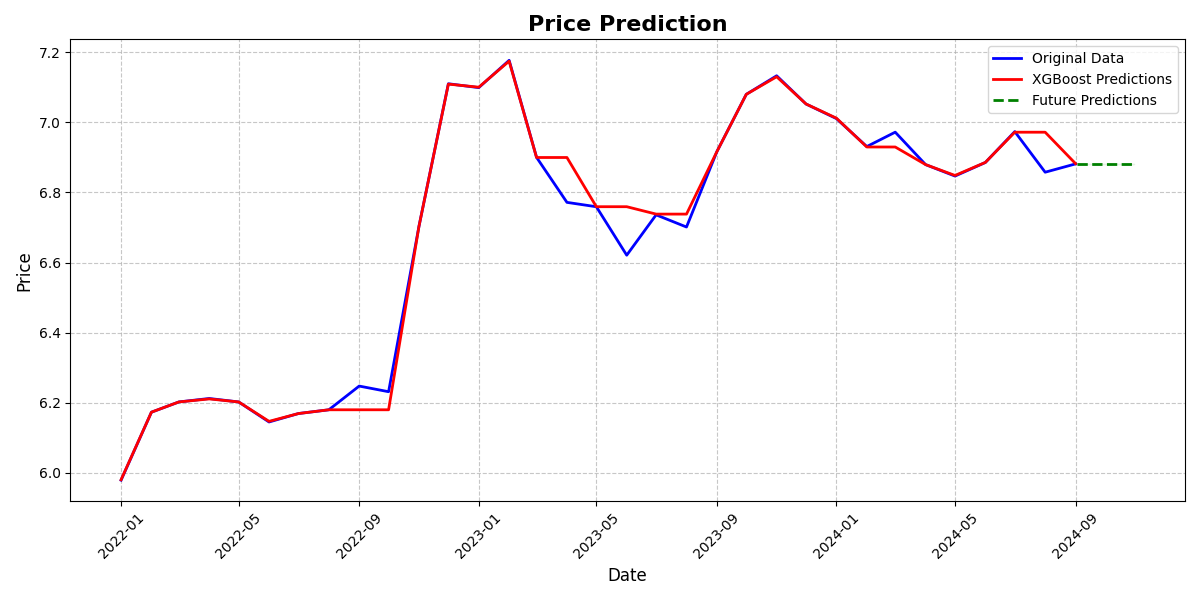 Price Prediction
Original Data
XGBoost Predictions
Future Predictions
Price
7.2
7.0
6.8
6.6
6.4
6.2
6.0
2022-01
2022-05
2022-09
2023-01
2023-05
2023-09
2024-01
2024-05
2024-09
Date